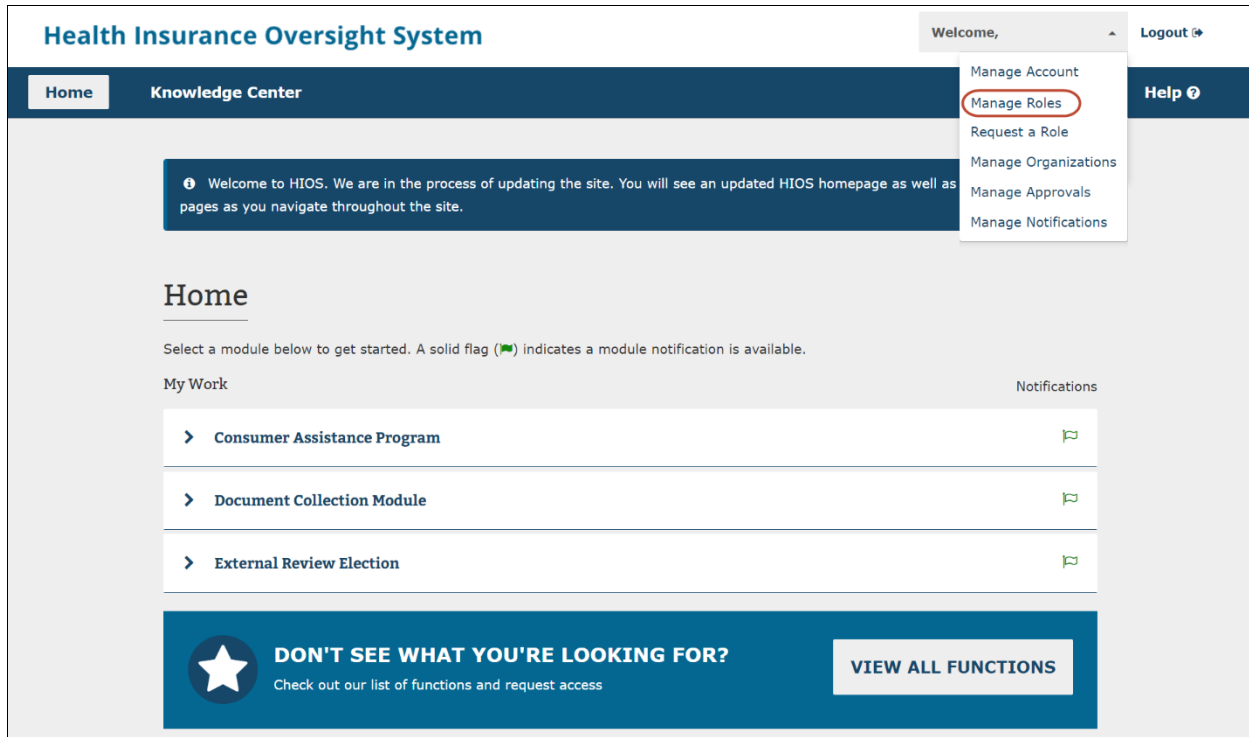 Health Insurance Oversight System
Welcome,
Logout
Manage Account
Manage Roles
Request a Role
Manage Organizations
Manage Approvals
Manage Notifications
Home
Knowledge Center
Help
Welcome to HIOS. We are in the process of updating the site. You will see an updated HIOS homepage as well as
pages as you navigate throughout the site.
Home
Select a module below to get started. A solid flag () indicates a module notification is available.
My Work
Notifications
Consumer Assistance Program
Document Collection Module
External Review Election
DON'T SEE WHAT YOU'RE LOOKING FOR?
Check out our list of functions and request access
VIEW ALL FUNCTIONS